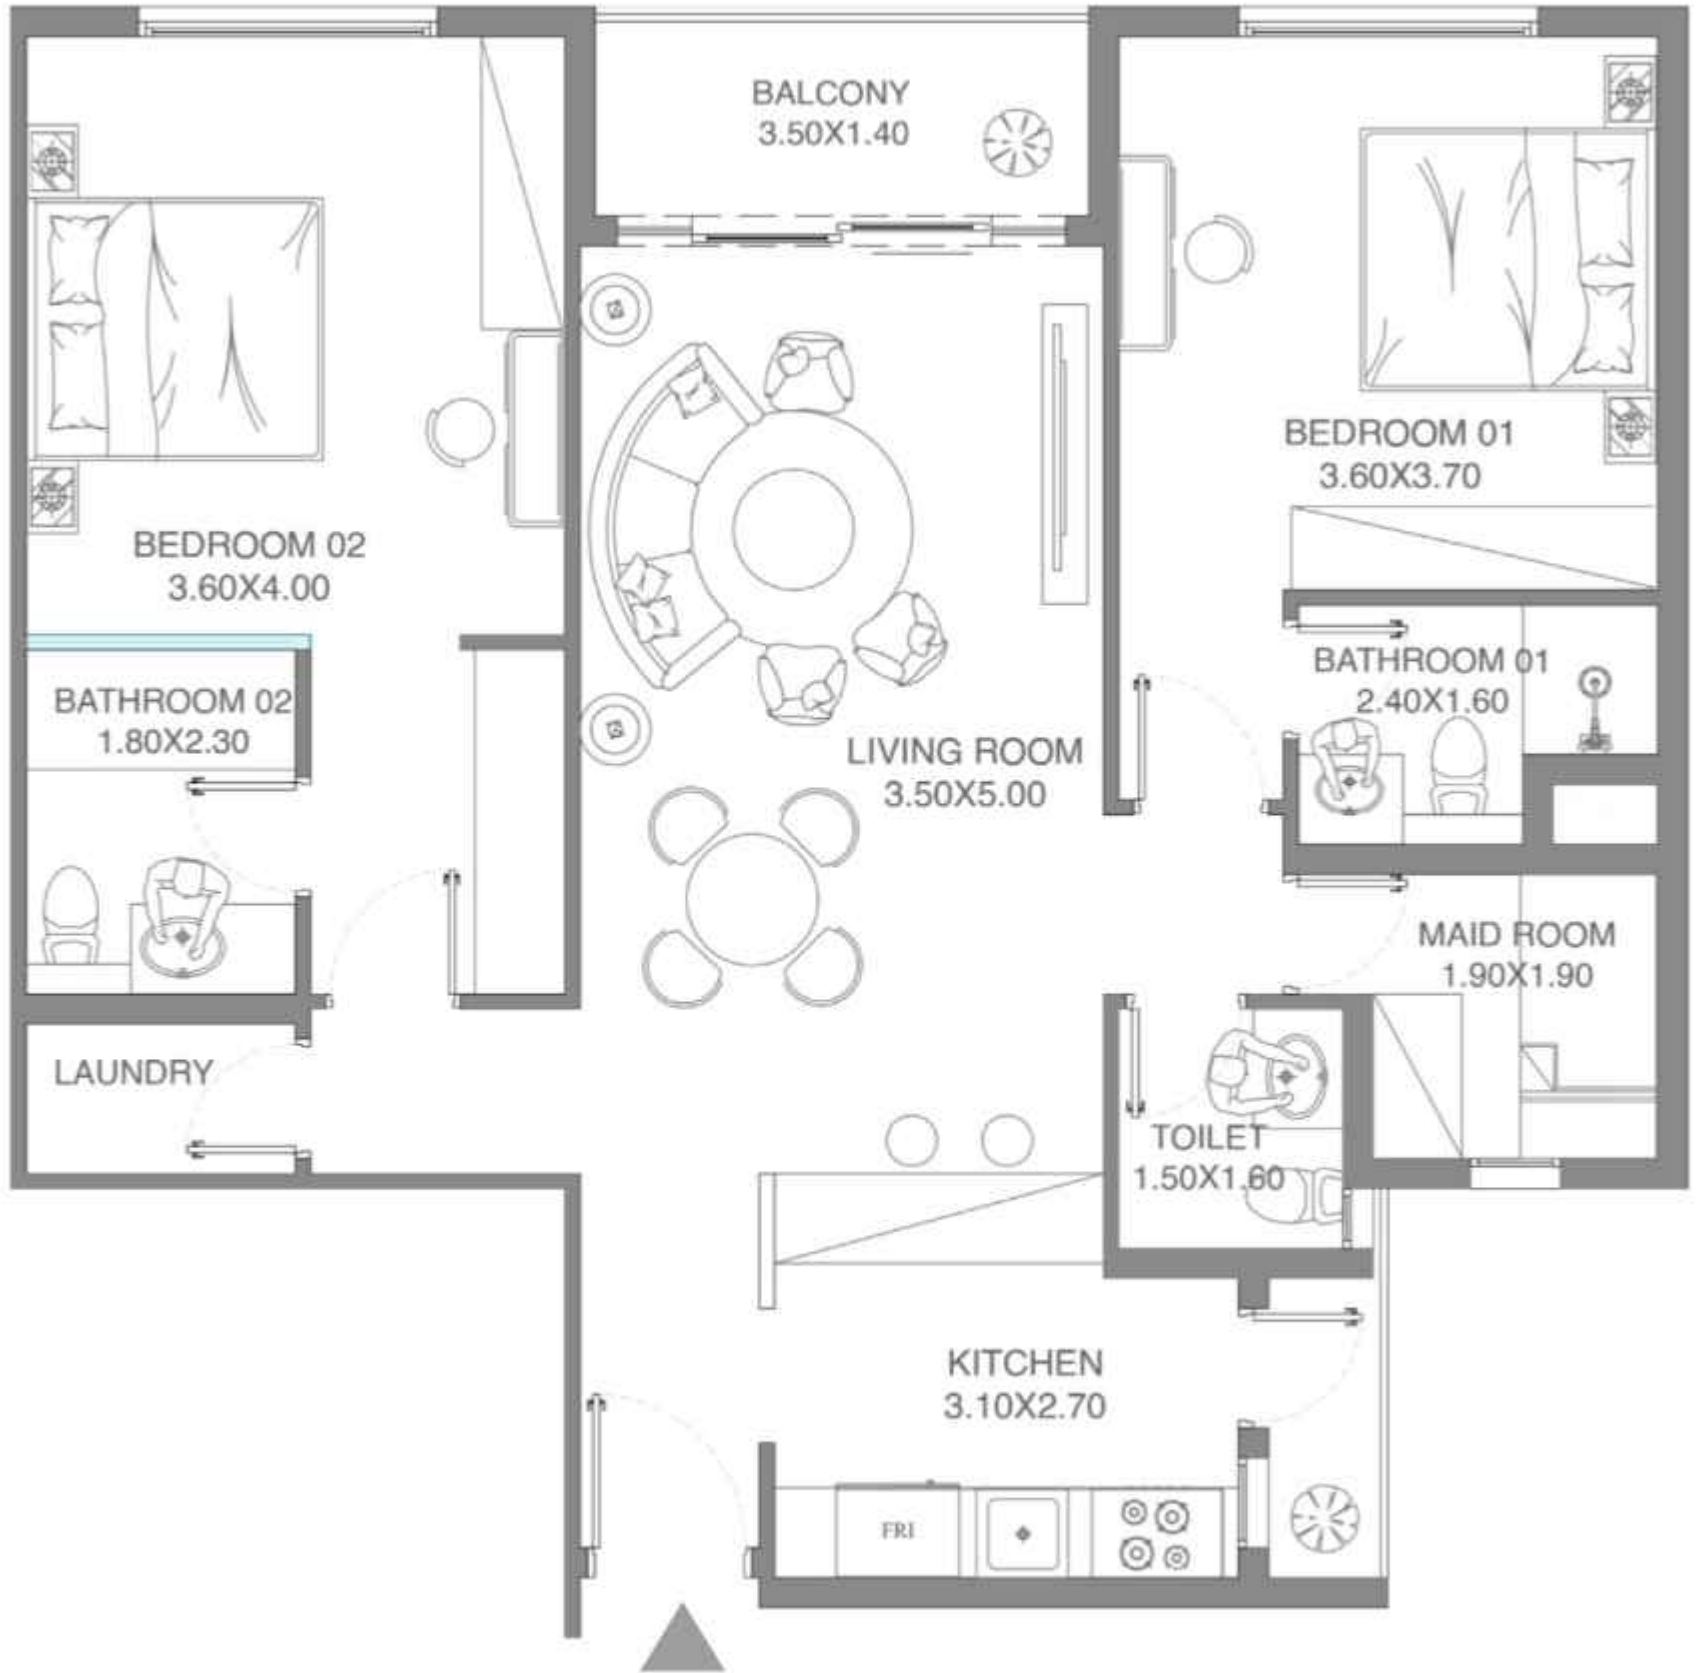 BALCONY
3.50X1.40
BEDROOM 01
3.60X3.70
BEDROOM 02
3.60X4.00
BATHROOM 01
2.40X1.60
BATHROOM 02
1.80X2.30
LIVING ROOM
3.50X5.00
MAID ROOM
1.90X1.90
LAUNDRY
TOILET
1.50X1.60
KITCHEN
3.10X2.70
FRI